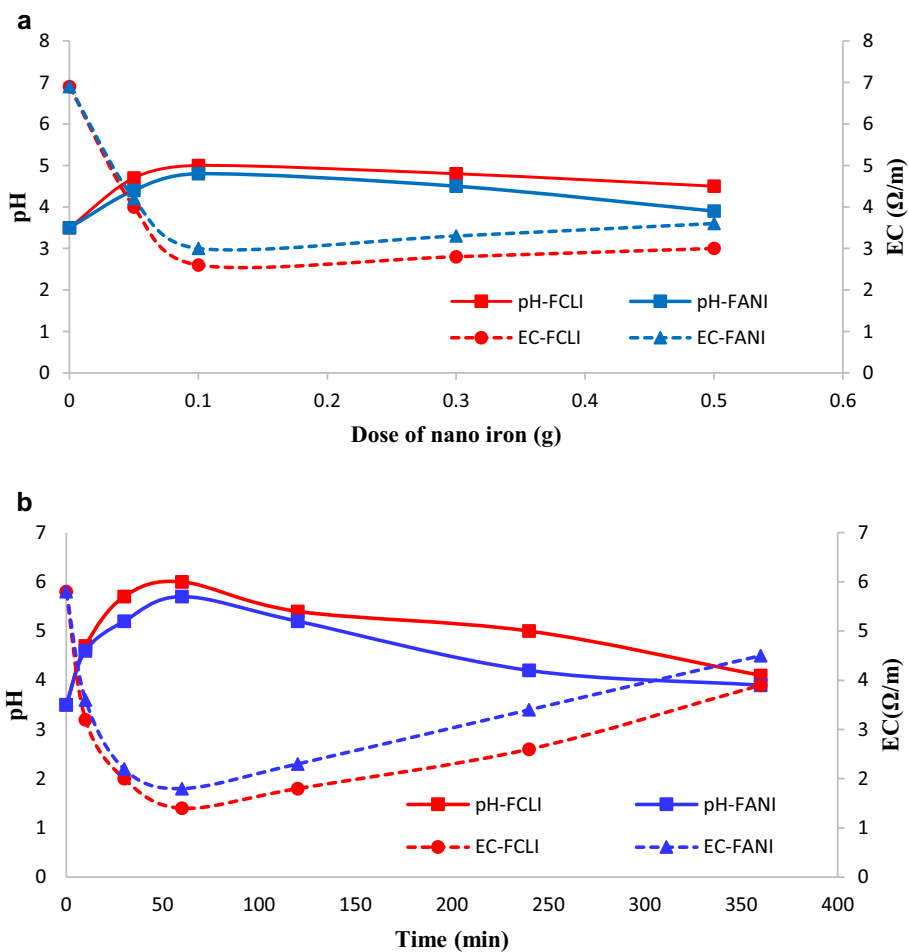 a
8 8
7 7
6 6
5 5
4 4
3 3
2 2
1 1
0 0
pH
EC (Ω/m)
pH-FCLI pH-FANI
EC-FCLI EC-FANI
0 0.1 0.2 0.3 0.4 0.5 0.6
Dose of nano iron (g)
b
7 7
6 6
5 5
4 4
3 3
2 2
1 1
0 0
pH
EC(Ω/m)
pH-FCLI pH-FANI
EC-FCLI EC-FANI
0 50 100 150 200 250 300 350 400
Time (min)